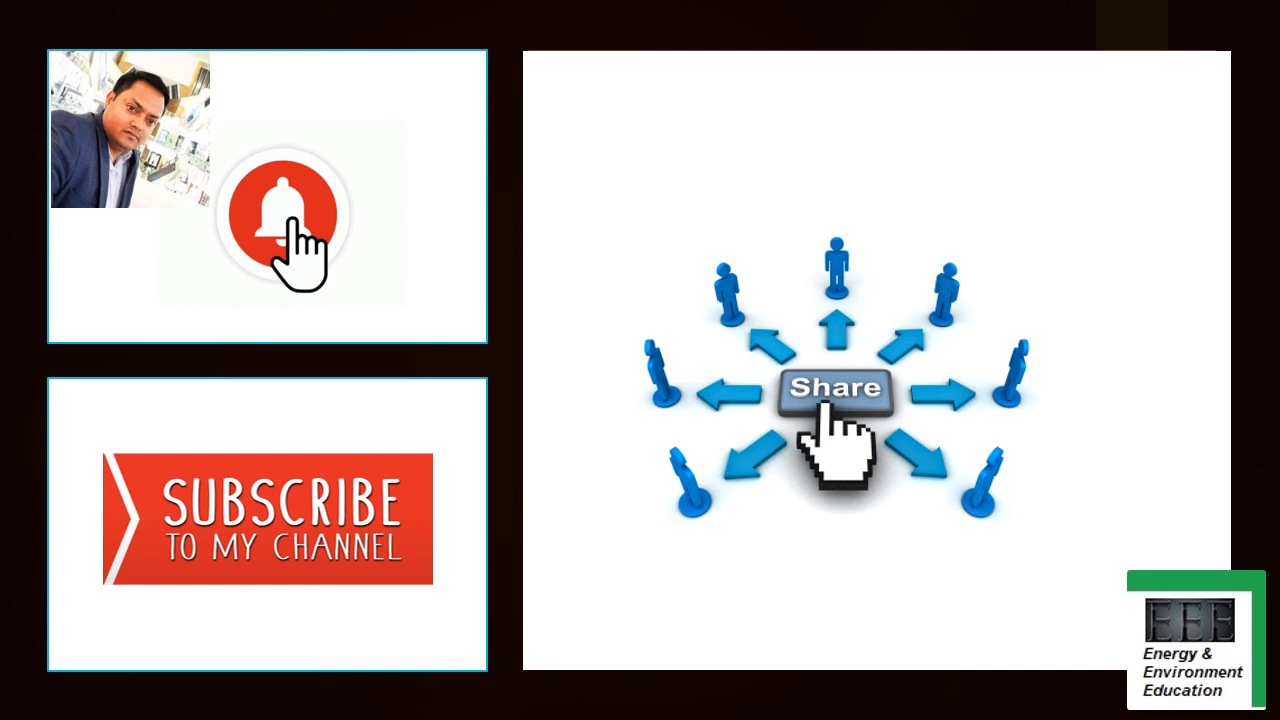 SUBSCRIBE
TO MY CHANNEL
Share
EEE
Energy &
Environment
Education